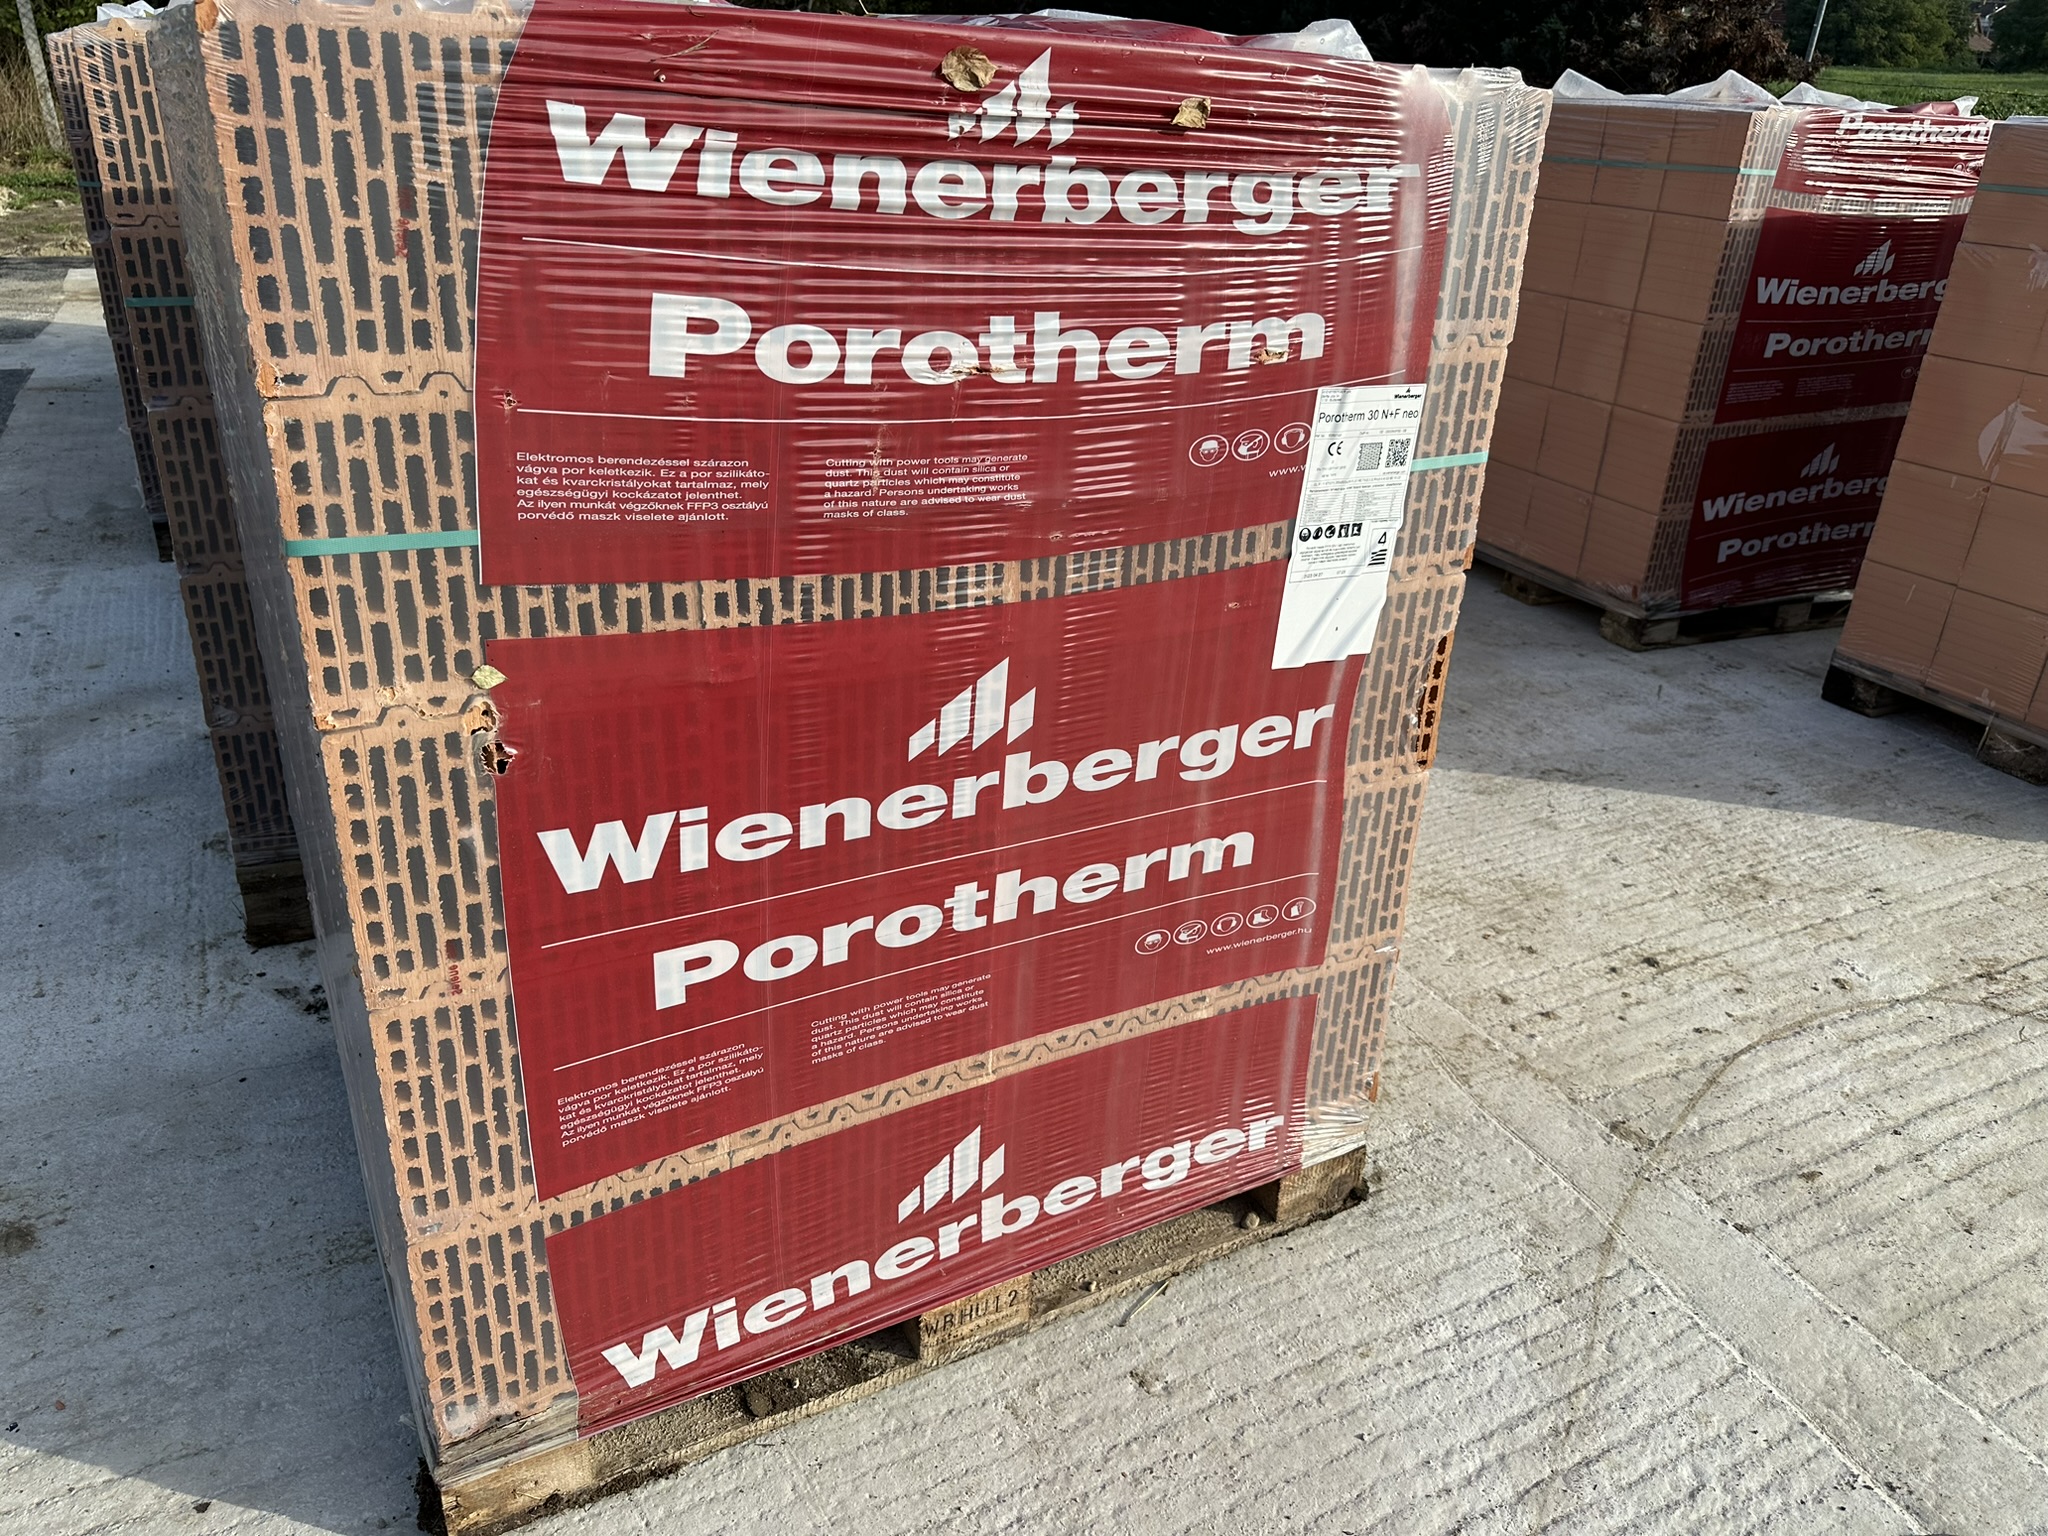 Wienerberger
Porotherm
Elektromos berendezéssel szárazon
vágva por keletkezik. Ez a por szilikáto-
kat és kvarckristályokat tartalmaz, mely
egészségügyi kockázatot jelenthet.
Az ilyen munkát végzőknek FFP3 osztályú
porvédő maszk viselete ajánlott.
Cutting with power tools may generate
dust. This dust will contain silica or
quartz particles which may constitute
a hazard. Persons undertaking works
of this nature are advised to wear dust
masks of class.
www.w
Wienerberger
Porotherm 30 N+F neo
CE
Wienerberger
Porotherm
www.wienerberger.hu
Elektromos berendezéssel szárazon
vágva por keletkezik. Ez a por szilikáto-
kat és kvarckristályokat tartalmaz, mely
egészségügyi kockázatot jelenthet.
Az ilyen munkát végzőknek FFP3 osztályú
porvédő maszk viselete ajánlott.
Cutting with power tools may generate
dust. This dust will contain silica or
quartz particles which may constitute
a hazard. Persons undertaking works
of this nature are advised to wear dust
masks of class.
Wienerberger
Porotherm
Wienerberg
Porotherm
Wienerberg
Porotherm